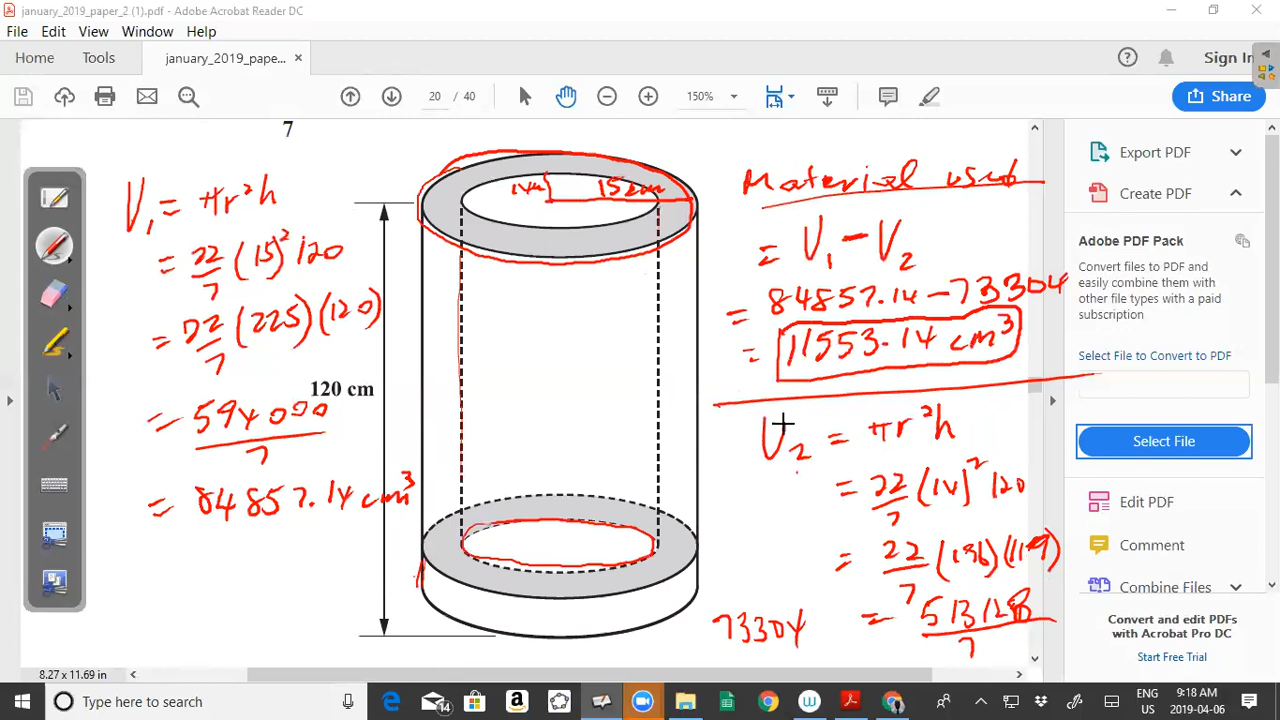 january_2019_paper_2 (1).pdf - Adobe Acrobat Reader DC
File Edit View Window Help
Home Tools january_2019_pape... × Sign In
20 / 40 150% Share
7
V₁ = πr²h
= 22/7 (15)² 120
= 22/7 (225)(120)
= 594000/7
= 84857.14 cm³
14cm 15cm
120 cm
Material used
= V₁ - V₂
= 84857.14 - 73304
= 11553.14 cm³
V₂ = πr²h
= 22/7 (14)² 120
= 22/7 (196)(119)
= 513128/7
73304
Export PDF
Create PDF
Adobe PDF Pack
Convert files to PDF and
easily combine them with
other file types with a paid
subscription
Select File to Convert to PDF
Select File
Edit PDF
Comment
Combine Files
Convert and edit PDFs
with Acrobat Pro DC
Start Free Trial
8.27 x 11.69 in
Type here to search
14
ENG
US
9:18 AM
2019-04-06